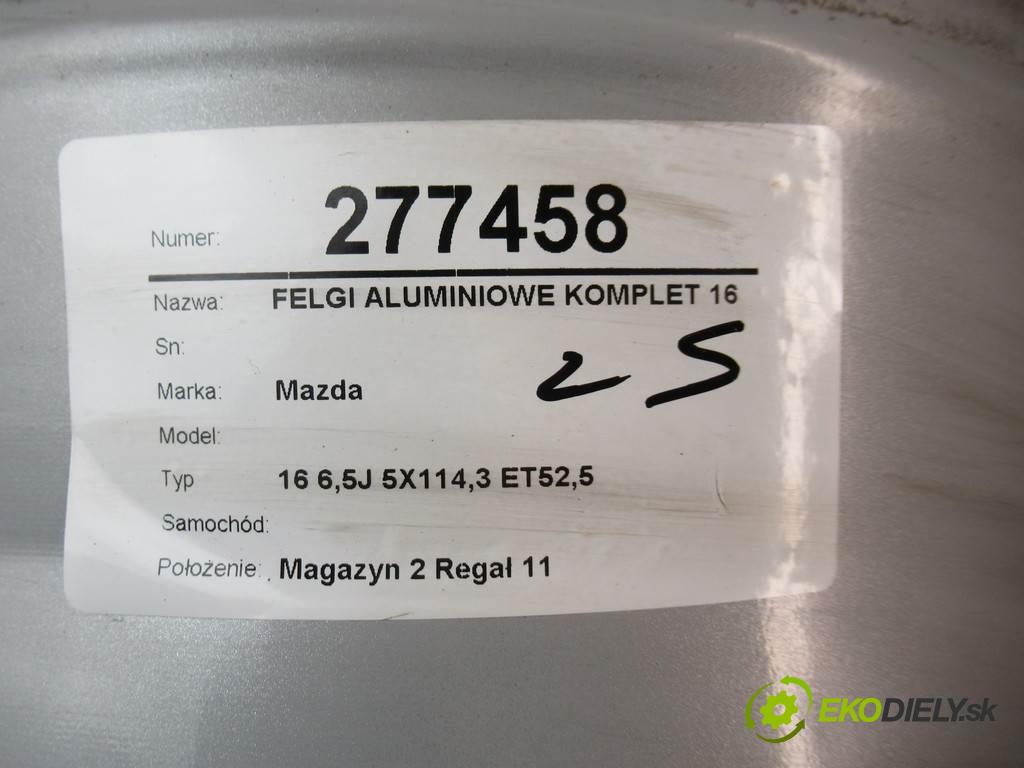 Numer: 277458
Nazwa: FELGI ALUMINIOWE KOMPLET 16
Sn:
25
Marka: Mazda
Model:
Typ 16 6,5J 5X114,3 ET52,5
Samochód:
Położenie: Magazyn 2 Regał 11
EKODIELY.sk